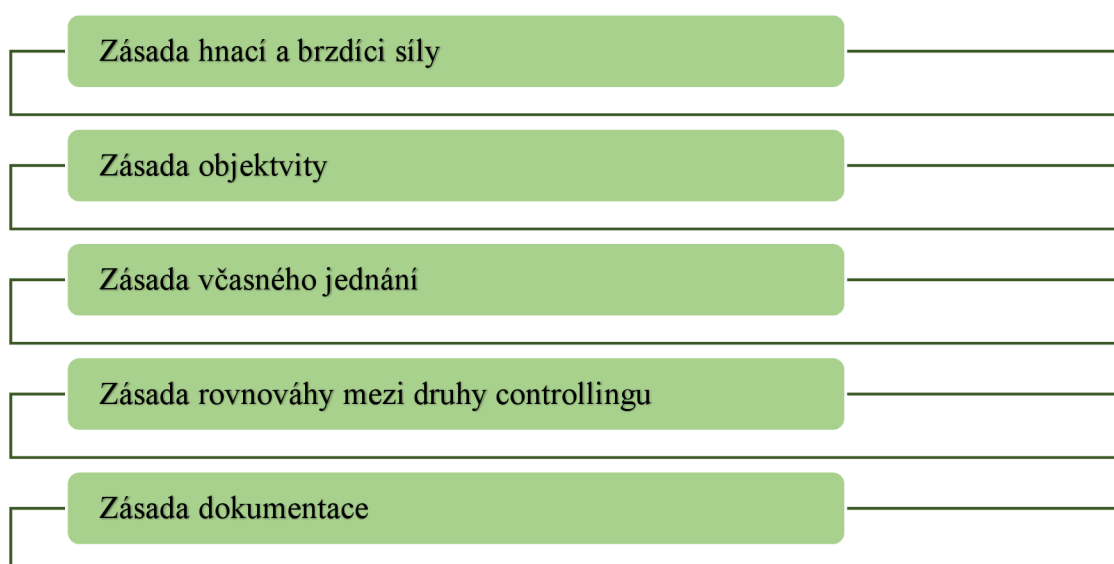 Zásada hnací a brzdíci síly
Zásada objektvity
Zásada včasného jednání
Zásada rovnováhy mezi druhy controllingu
Zásada dokumentace